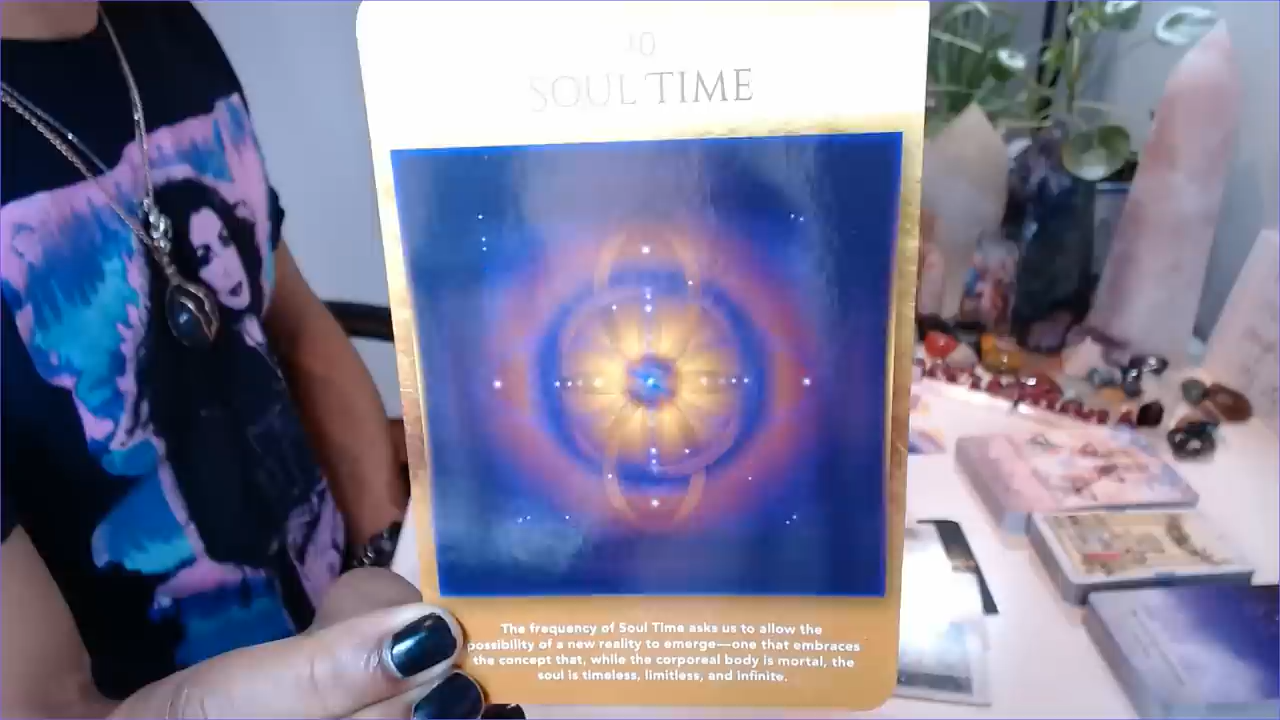 10
SOUL TIME
The frequency of Soul Time asks us to allow the
possibility of a new reality to emerge—one that embraces
the concept that, while the corporeal body is mortal, the
soul is timeless, limitless, and infinite.